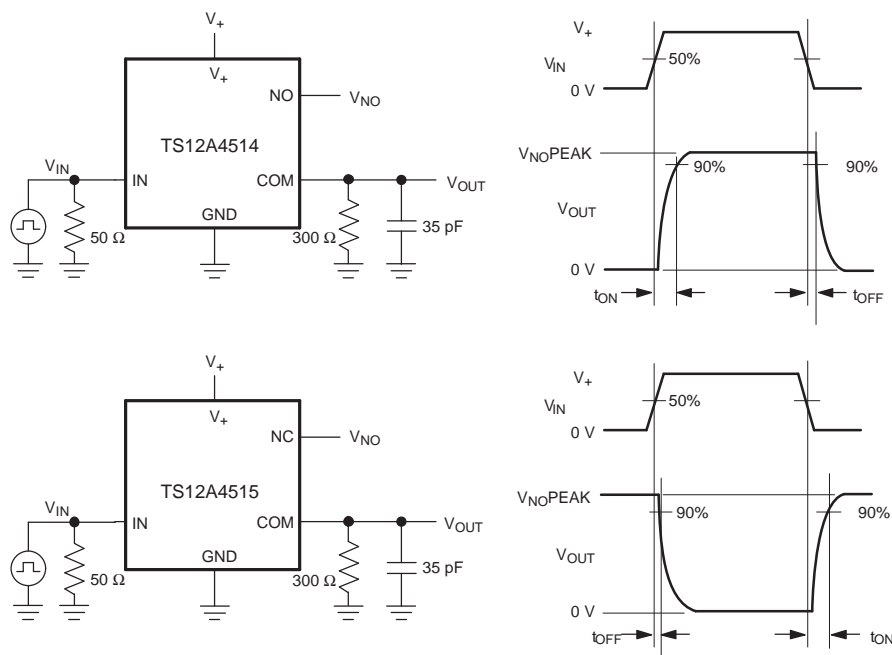 V+
V+
NO
VNO
TS12A4514
VIN
IN
COM
VOUT
GND
50 Ω
300 Ω
35 pF
V+
VIN
50%
0 V
VNOPEAK
90%
90%
VOUT
0 V
tON
tOFF
V+
V+
NC
VNO
TS12A4515
VIN
IN
COM
VOUT
GND
50 Ω
300 Ω
35 pF
V+
VIN
50%
0 V
VNOPEAK
90%
90%
VOUT
0 V
tOFF
tON